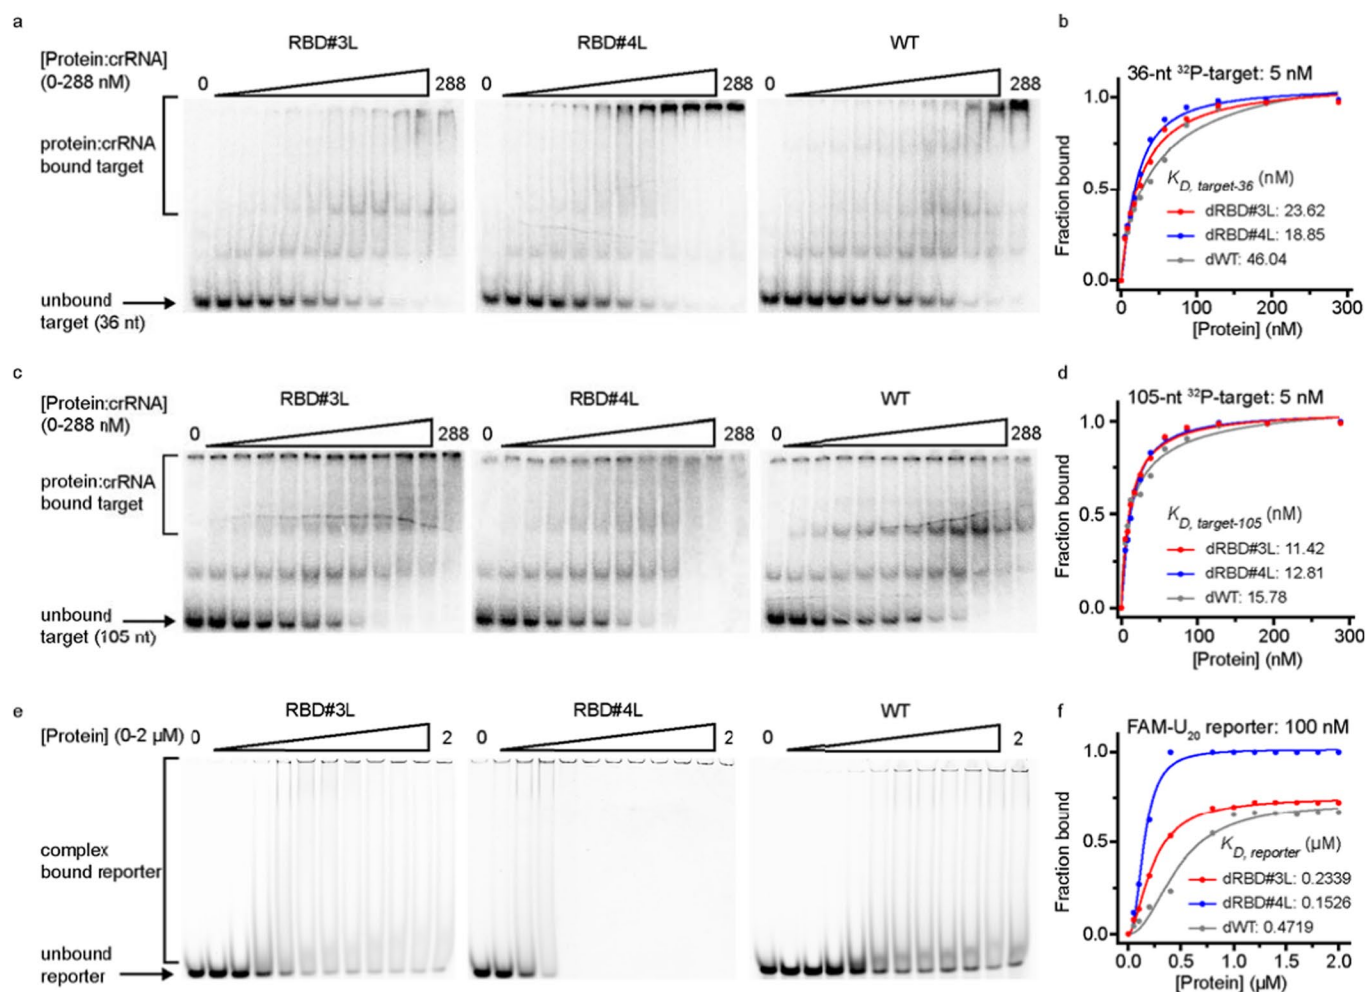 a
RBD#3L
RBD#4L
WT
[Protein:crRNA]
(0-288 nM)
0
288
0
288
0
288
protein:crRNA
bound target
unbound
target (36 nt)
b
36-nt 32P-target: 5 nM
Fraction bound
1.0
0.5
0.0
KD, target-36 (nM)
dRBD#3L: 23.62
dRBD#4L: 18.85
dWT: 46.04
0
100
200
300
[Protein] (nM)
c
RBD#3L
RBD#4L
WT
[Protein:crRNA]
(0-288 nM)
0
288
0
288
0
288
protein:crRNA
bound target
unbound
target (105 nt)
d
105-nt 32P-target: 5 nM
Fraction bound
1.0
0.5
0.0
KD, target-105 (nM)
dRBD#3L: 11.42
dRBD#4L: 12.81
dWT: 15.78
0
100
200
300
[Protein] (nM)
e
RBD#3L
RBD#4L
WT
[Protein] (0-2 µM)
0
2
0
2
0
2
complex
bound reporter
unbound
reporter
f
FAM-U20 reporter: 100 nM
Fraction bound
1.0
0.5
0.0
KD, reporter (µM)
dRBD#3L: 0.2339
dRBD#4L: 0.1526
dWT: 0.4719
0.0
0.5
1.0
1.5
2.0
[Protein] (µM)